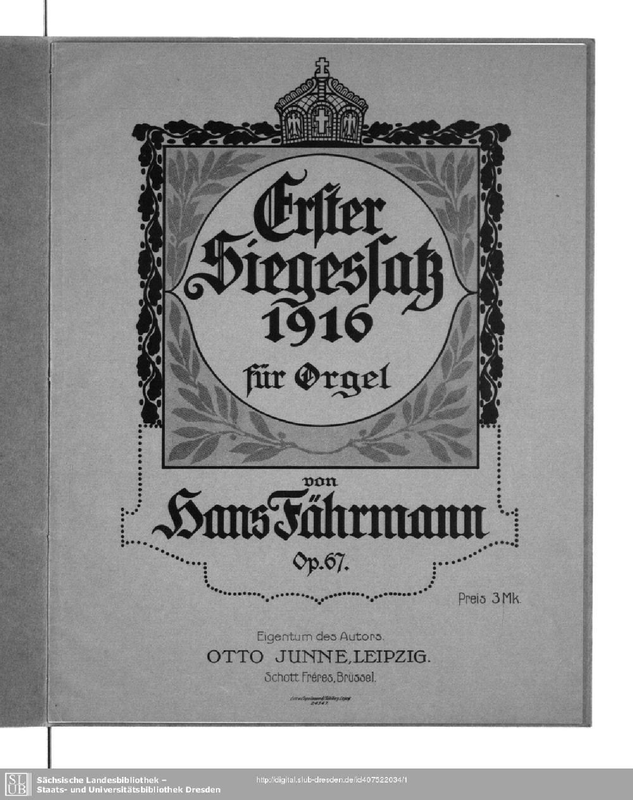 Erster
Siegessatz
1916
für Orgel
von
Hans Fährmann
Op. 67.
Preis 3 Mk.
Eigentum des Autors.
OTTO JUNNE, LEIPZIG.
Schott Frères, Brüssel.
SLUB
Sächsische Landesbibliothek –
Staats- und Universitätsbibliothek Dresden
http://digital.slub-dresden.de/id407522034/1